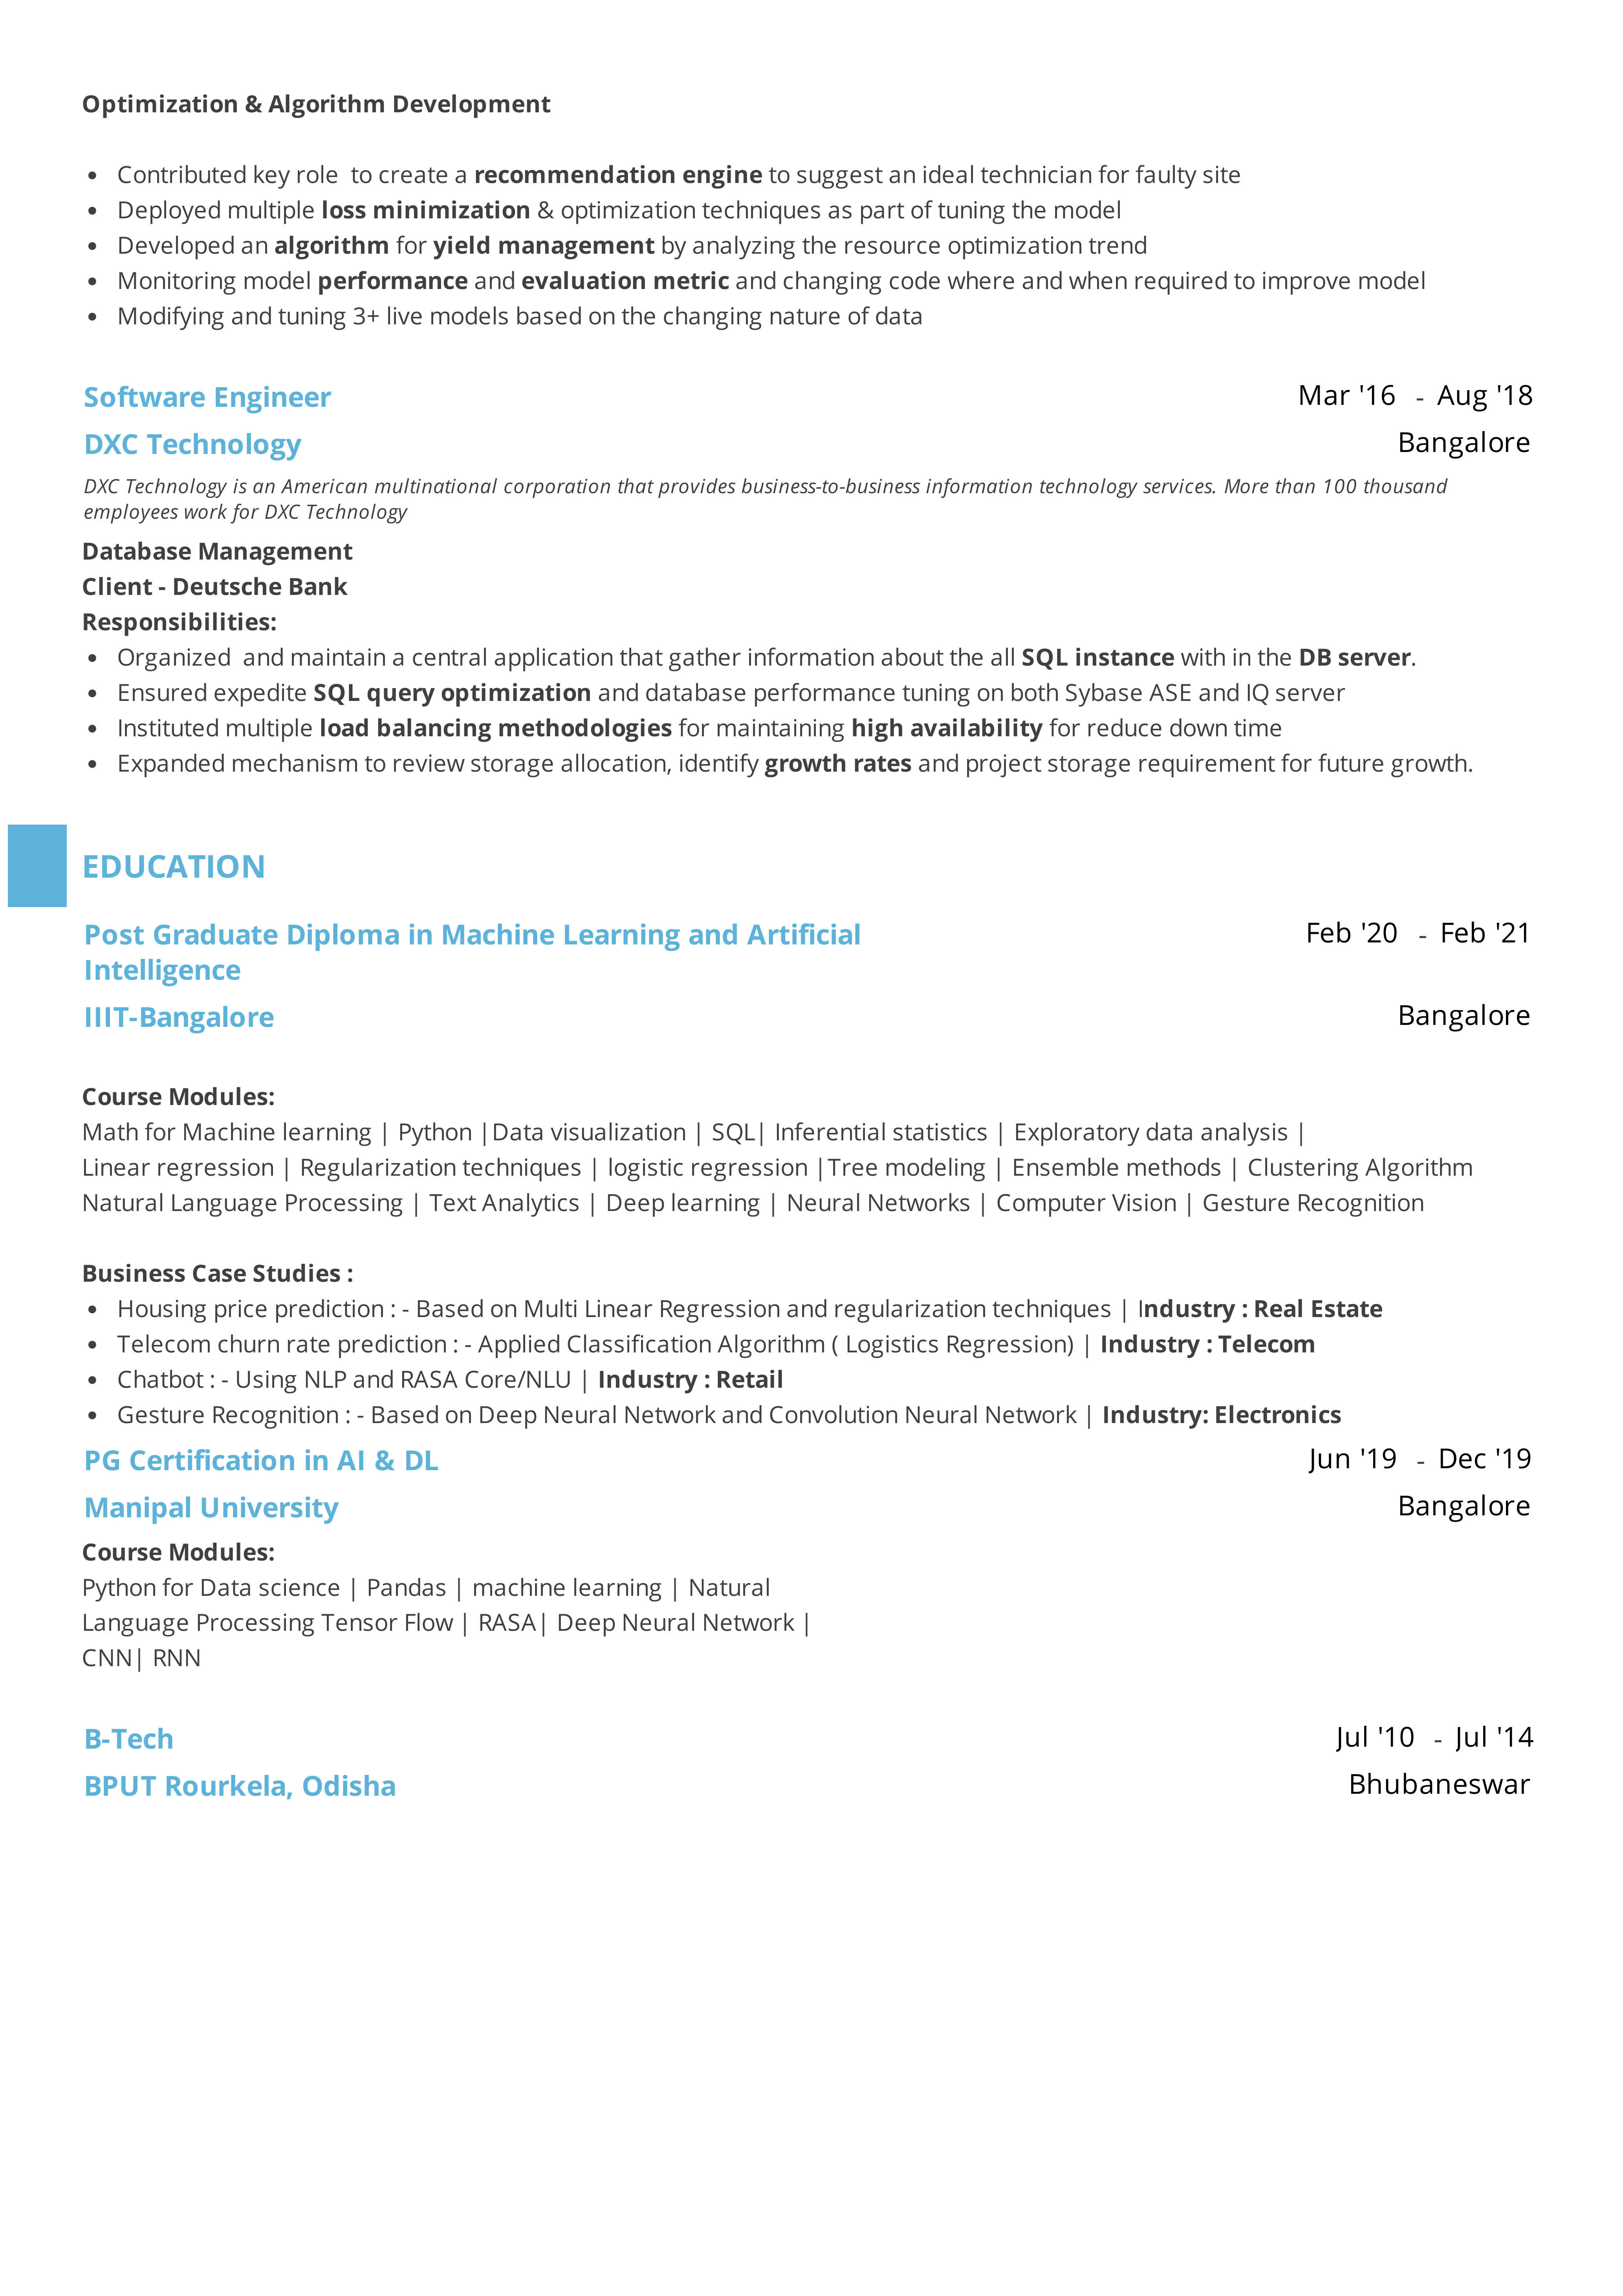 Optimization & Algorithm Development
• Contributed key role  to create a recommendation engine to suggest an ideal technician for faulty site
• Deployed multiple loss minimization & optimization techniques as part of tuning the model
• Developed an algorithm for yield management by analyzing the resource optimization trend
• Monitoring model performance and evaluation metric and changing code where and when required to improve model
• Modifying and tuning 3+ live models based on the changing nature of data
Software Engineer Mar '16 - Aug '18
DXC Technology Bangalore
DXC Technology is an American multinational corporation that provides business-to-business information technology services. More than 100 thousand
employees work for DXC Technology
Database Management
Client - Deutsche Bank
Responsibilities:
• Organized  and maintain a central application that gather information about the all SQL instance with in the DB server.
• Ensured expedite SQL query optimization and database performance tuning on both Sybase ASE and IQ server
• Instituted multiple load balancing methodologies for maintaining high availability for reduce down time
• Expanded mechanism to review storage allocation, identify growth rates and project storage requirement for future growth.
EDUCATION
Post Graduate Diploma in Machine Learning and Artificial Feb '20 - Feb '21
Intelligence
IIIT-Bangalore Bangalore
Course Modules:
Math for Machine learning | Python |Data visualization | SQL| Inferential statistics | Exploratory data analysis |
Linear regression | Regularization techniques | logistic regression |Tree modeling | Ensemble methods | Clustering Algorithm
Natural Language Processing | Text Analytics | Deep learning | Neural Networks | Computer Vision | Gesture Recognition
Business Case Studies :
• Housing price prediction : - Based on Multi Linear Regression and regularization techniques | Industry : Real Estate
• Telecom churn rate prediction : - Applied Classification Algorithm ( Logistics Regression) | Industry : Telecom
• Chatbot : - Using NLP and RASA Core/NLU | Industry : Retail
• Gesture Recognition : - Based on Deep Neural Network and Convolution Neural Network | Industry: Electronics
PG Certification in AI & DL Jun '19 - Dec '19
Manipal University Bangalore
Course Modules:
Python for Data science | Pandas | machine learning | Natural
Language Processing Tensor Flow | RASA| Deep Neural Network |
CNN| RNN
B-Tech Jul '10 - Jul '14
BPUT Rourkela, Odisha Bhubaneswar